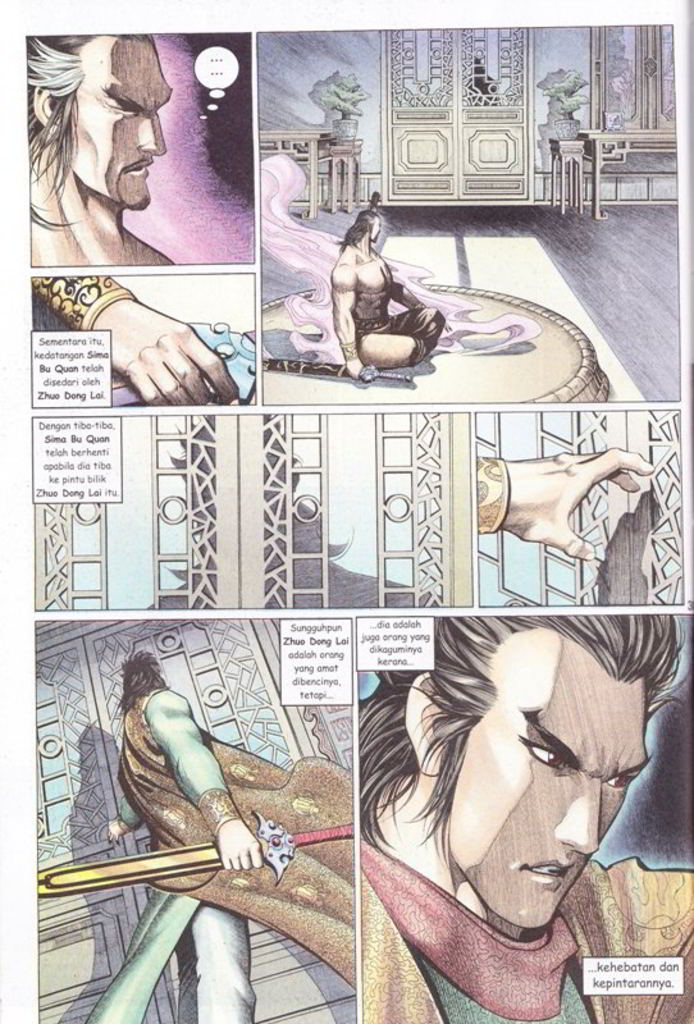 ...
...
Sementara itu,
kedatangan Sima
Bu Quan
telah disedari
oleh
Zhuo Dong Lai.
Dengan tiba-tiba,
Sima Bu Quan
telah berhenti
apabila dia tiba
ke pintu bilik
Zhuo Dong Lai itu.
Sungguhpun
Zhuo Dong Lai
adalah orang
yang amat
dibencinya,
tetapi...
...dia adalah
juga orang yang
dikaguminya
kerana...
...kehebatan dan
kepintarannya.